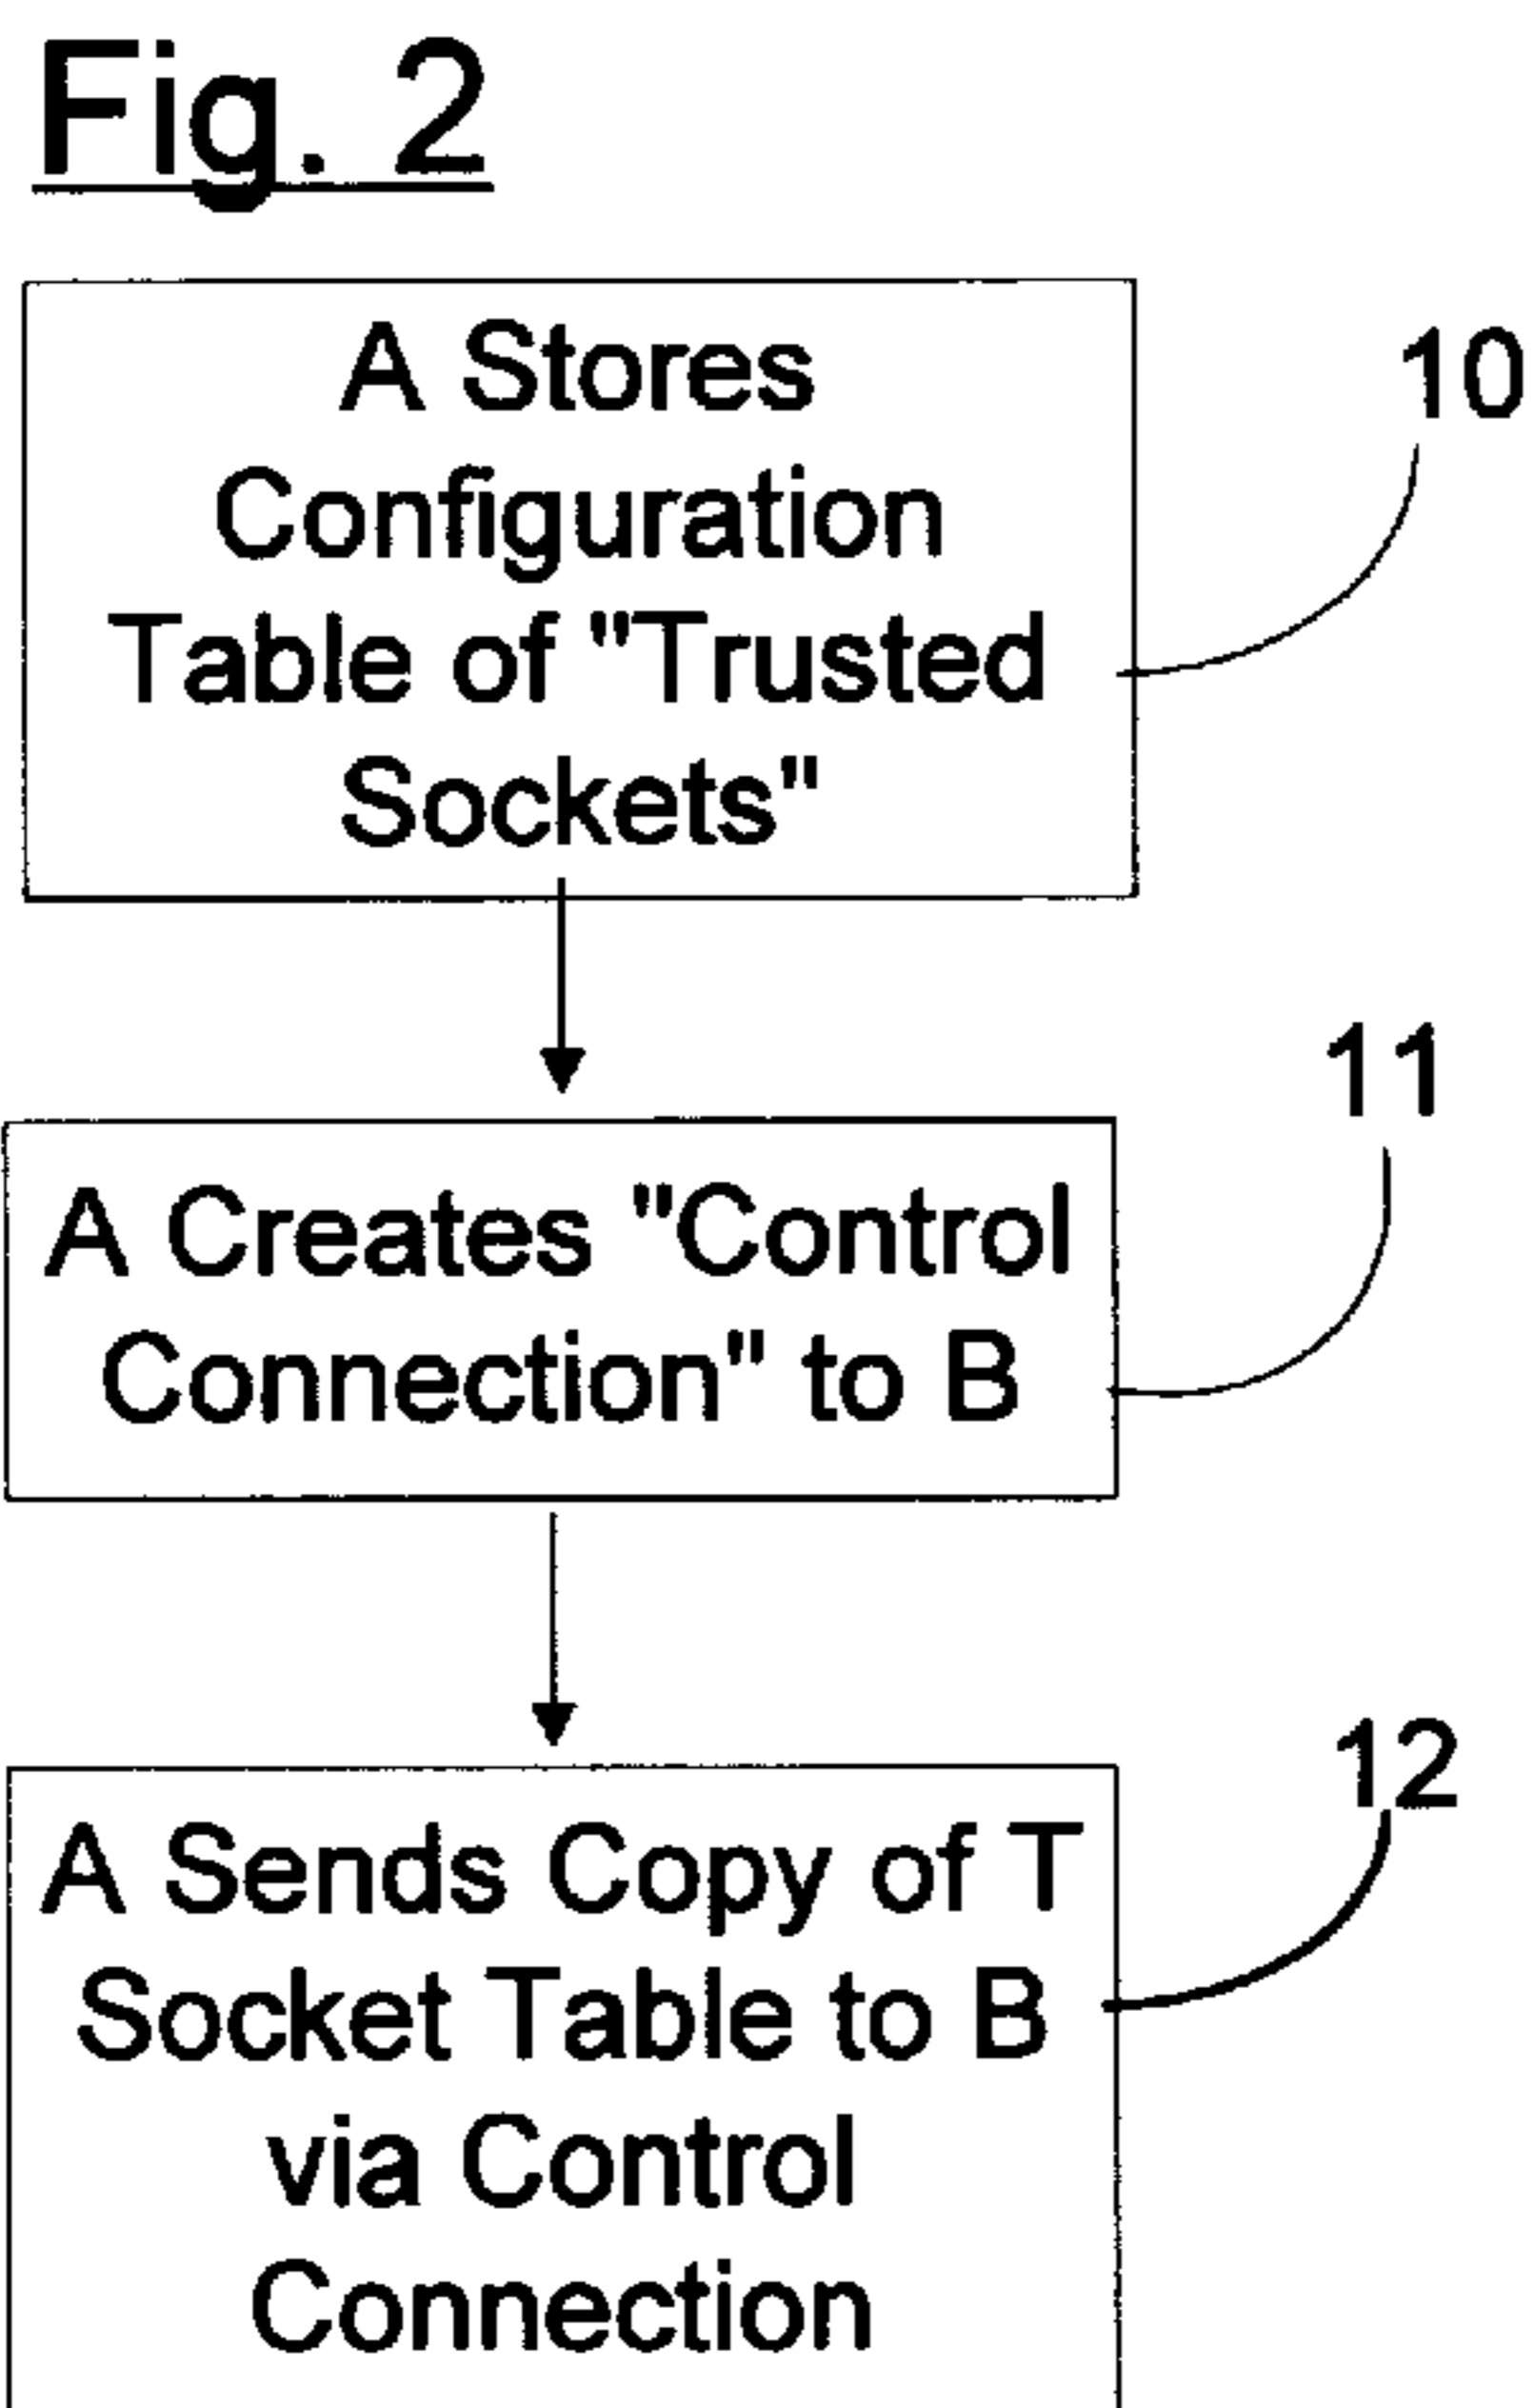 Fig. 2
A Stores
Configuration
Table of "Trusted
Sockets"
10
A Creates "Control
Connection" to B
11
A Sends Copy of T
Socket Table to B
via Control
Connection
12